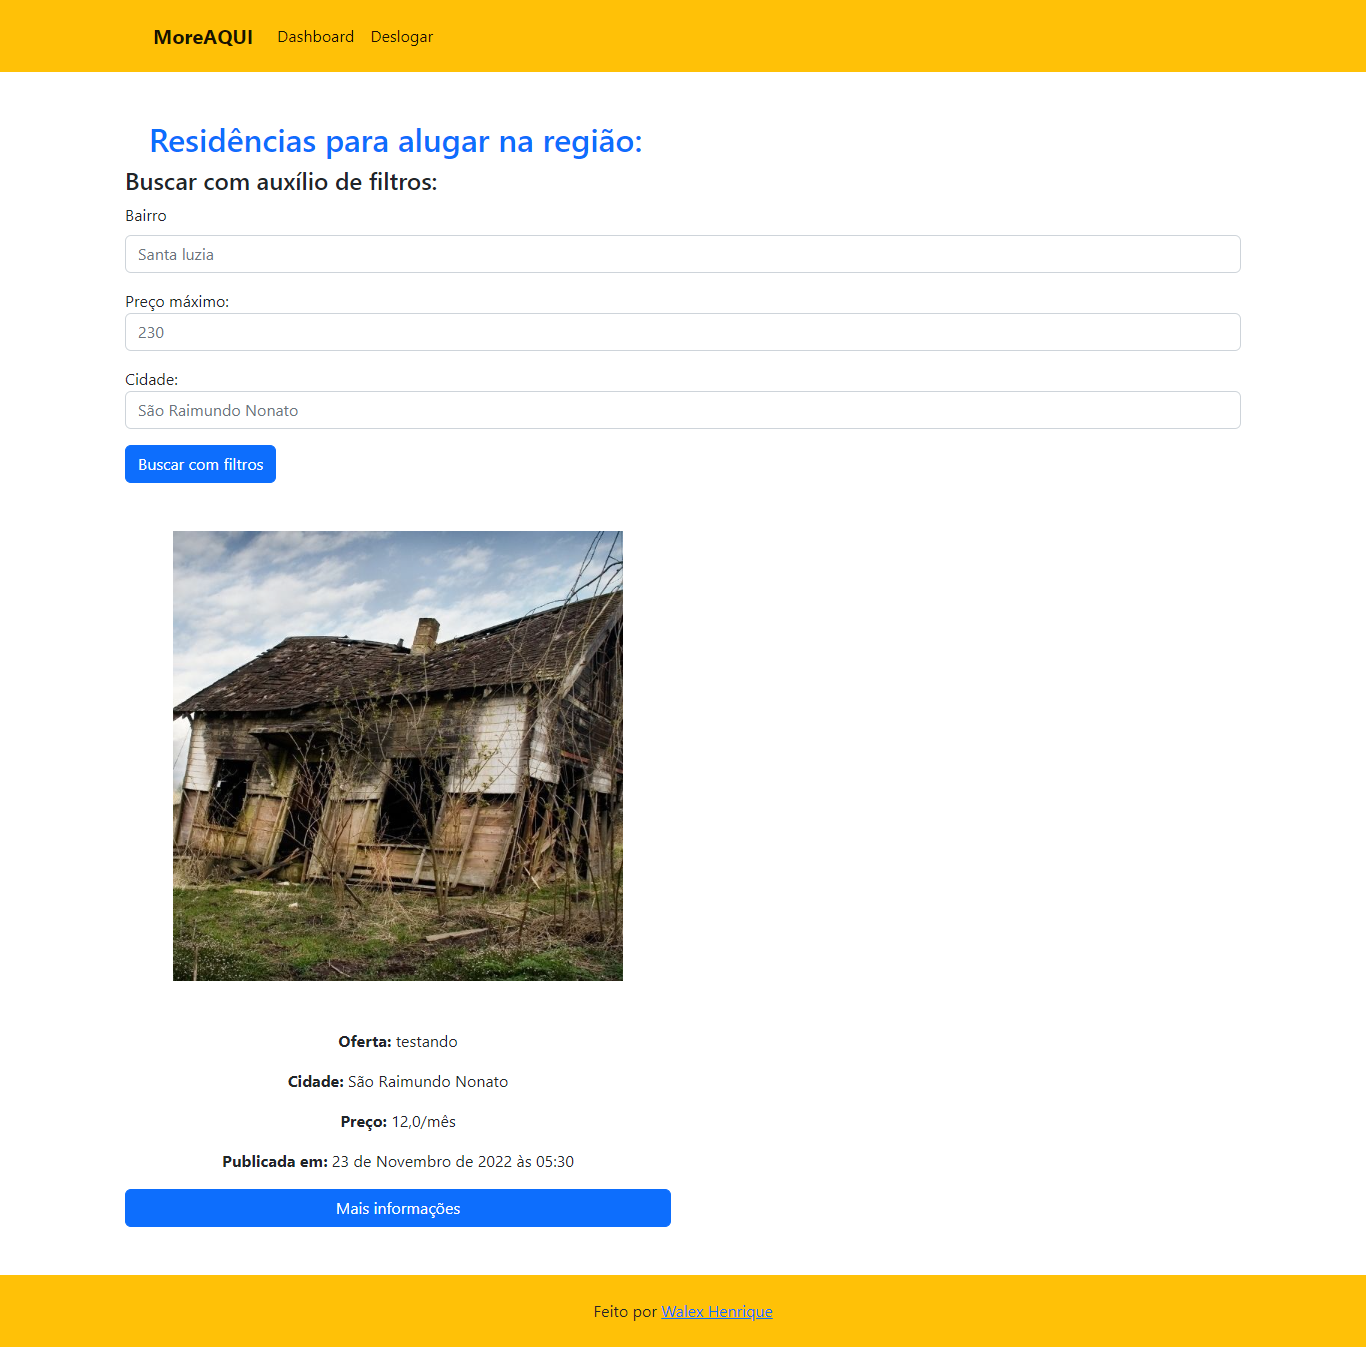 MoreAQUI Dashboard Deslogar
Residências para alugar na região:
Buscar com auxílio de filtros:
Bairro
Santa luzia
Preço máximo:
230
Cidade:
São Raimundo Nonato
Buscar com filtros
Oferta: testando
Cidade: São Raimundo Nonato
Preço: 12,0/mês
Publicada em: 23 de Novembro de 2022 às 05:30
Mais informações
Feito por Walex Henrique